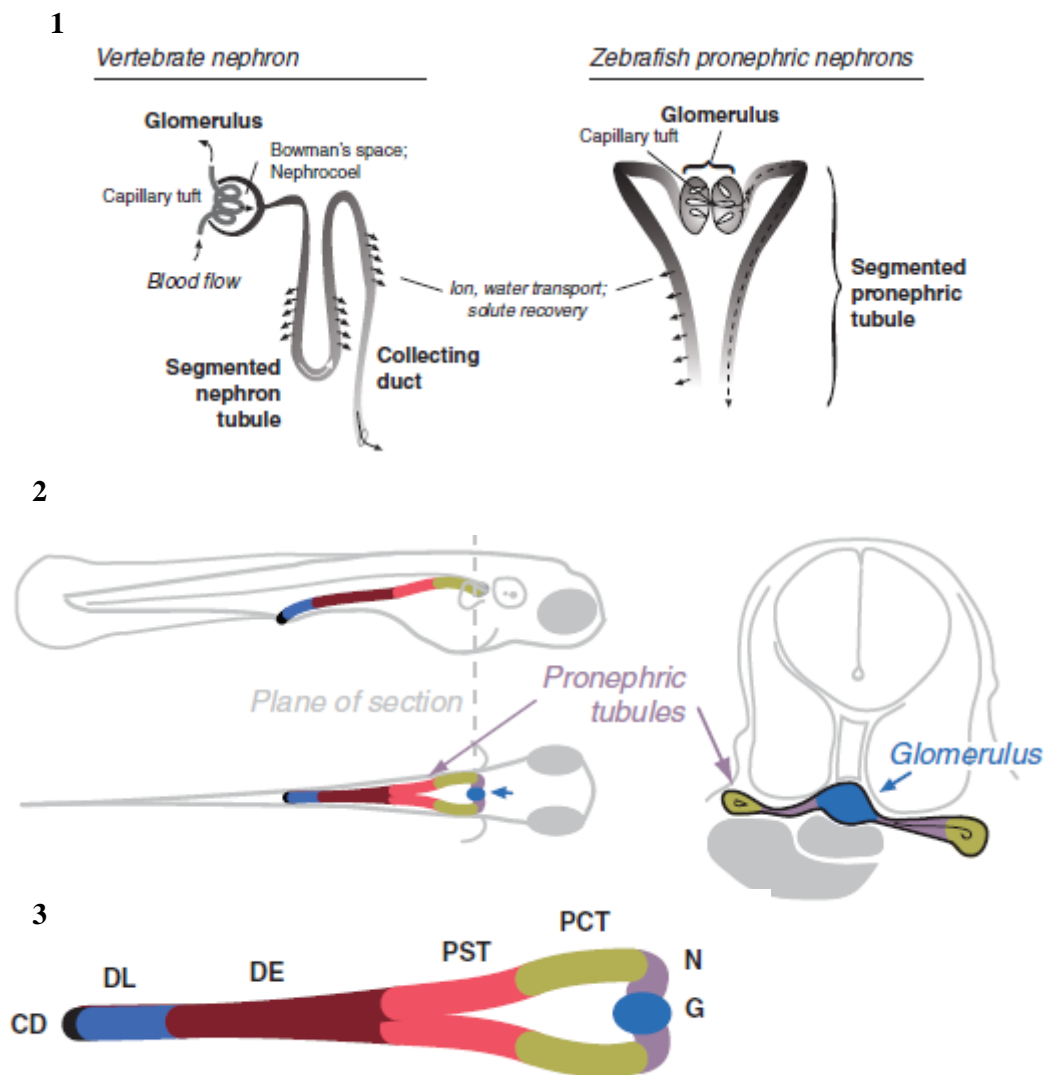 1
Vertebrate nephron
Zebrafish pronephric nephrons
Glomerulus
Bowman's space;
Nephrocoel
Capillary tuft
Blood flow
Segmented
nephron
tubule
Collecting
duct
Ion, water transport;
solute recovery
Glomerulus
Capillary tuft
Segmented
pronephric
tubule
2
Plane of section
Pronephric
tubules
Glomerulus
3
CD
DL
DE
PST
PCT
N
G